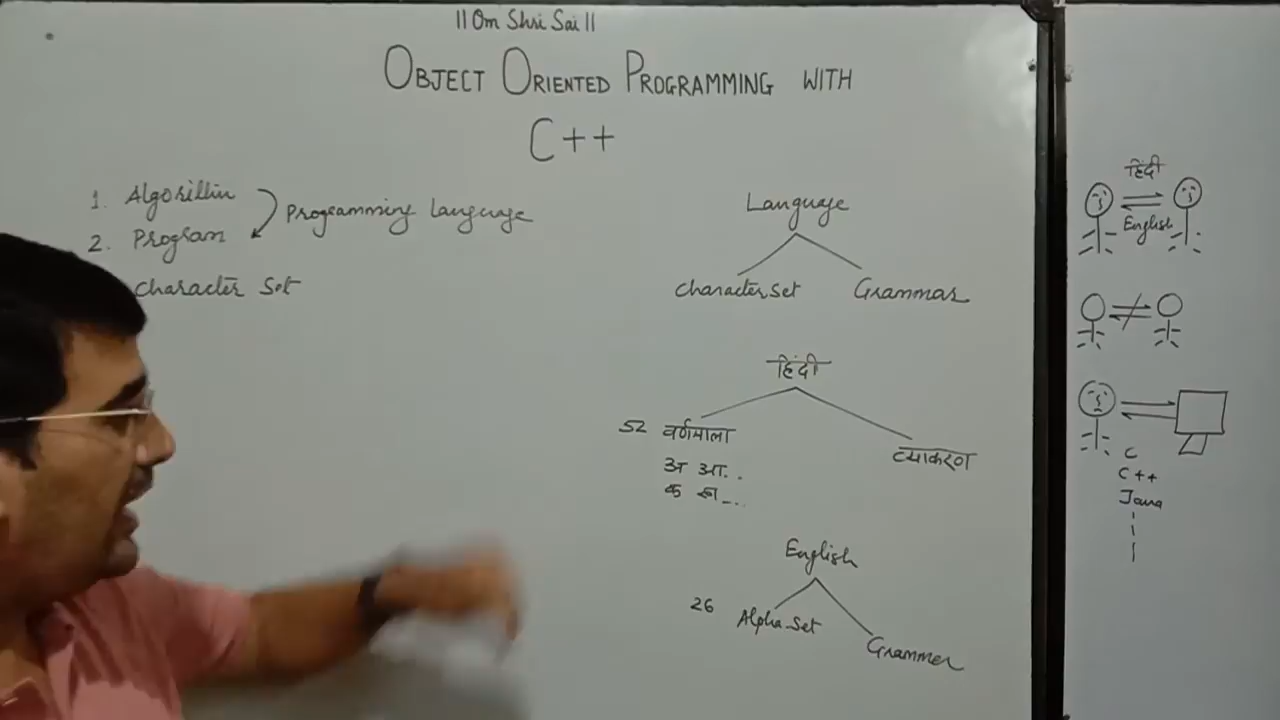 || Om Shri Sai ||
OBJECT ORIENTED PROGRAMMING WITH
C++
1. Algorithm
2. Program
Programming language
Character Set
Language
Character Set
Grammar
हिंदी
52 वर्णमाला
अ आ..
क ख _...
व्याकरण
English
26 Alpha-Set
Grammer
हिंदी
English
C
C++
Java